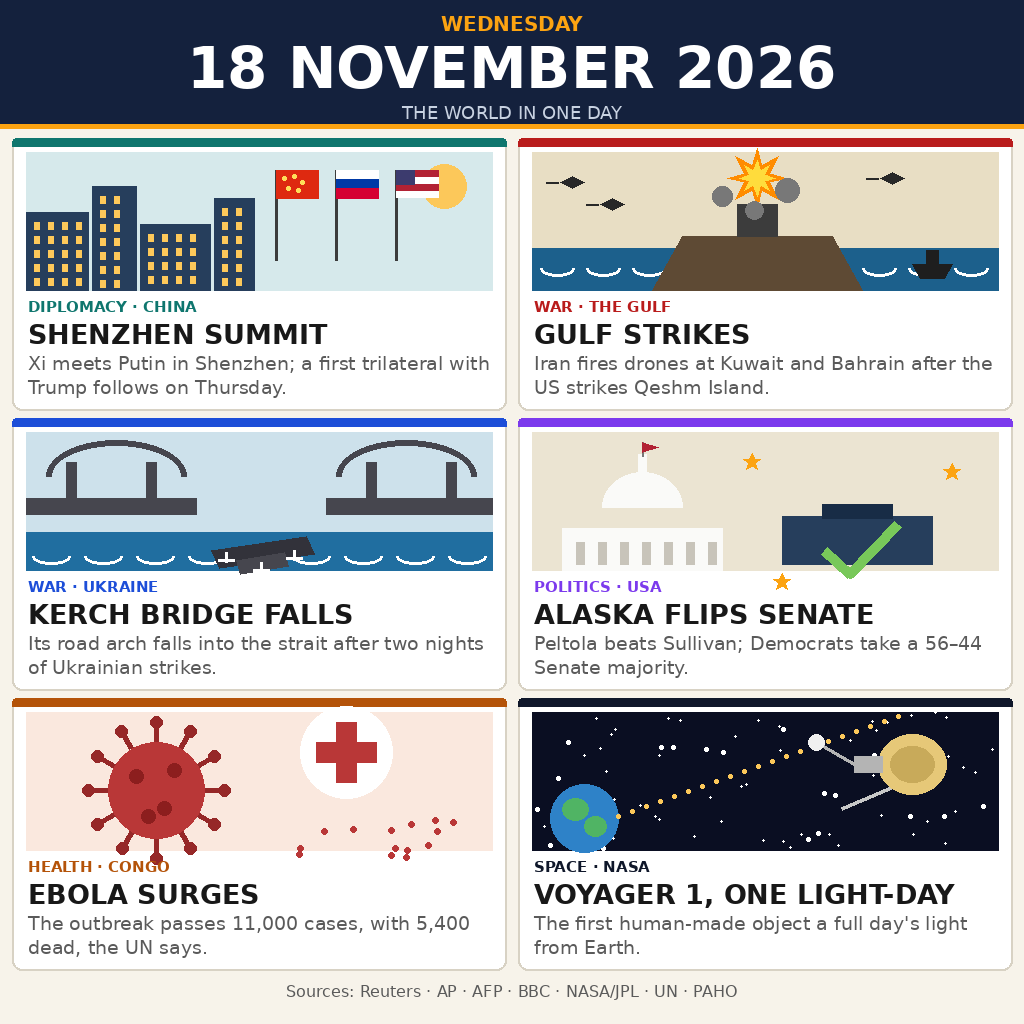 WEDNESDAY
18 NOVEMBER 2026
THE WORLD IN ONE DAY
DIPLOMACY · CHINA
SHENZHEN SUMMIT
Xi meets Putin in Shenzhen; a first trilateral with
Trump follows on Thursday.
WAR · THE GULF
GULF STRIKES
Iran fires drones at Kuwait and Bahrain after the
US strikes Qeshm Island.
WAR · UKRAINE
KERCH BRIDGE FALLS
Its road arch falls into the strait after two nights
of Ukrainian strikes.
POLITICS · USA
ALASKA FLIPS SENATE
Peltola beats Sullivan; Democrats take a 56–44
Senate majority.
HEALTH · CONGO
EBOLA SURGES
The outbreak passes 11,000 cases, with 5,400
dead, the UN says.
SPACE · NASA
VOYAGER 1, ONE LIGHT-DAY
The first human-made object a full day's light
from Earth.
Sources: Reuters · AP · AFP · BBC · NASA/JPL · UN · PAHO